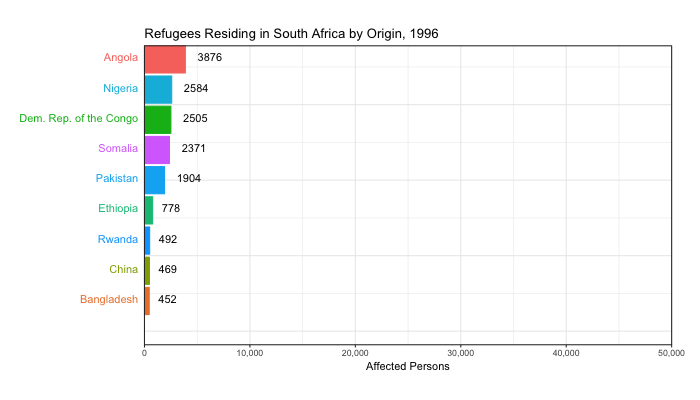 Refugees Residing in South Africa by Origin, 1996
Angola 3876
Nigeria 2584
Dem. Rep. of the Congo 2505
Somalia 2371
Pakistan 1904
Ethiopia 778
Rwanda 492
China 469
Bangladesh 452
0 10,000 20,000 30,000 40,000 50,000
Affected Persons